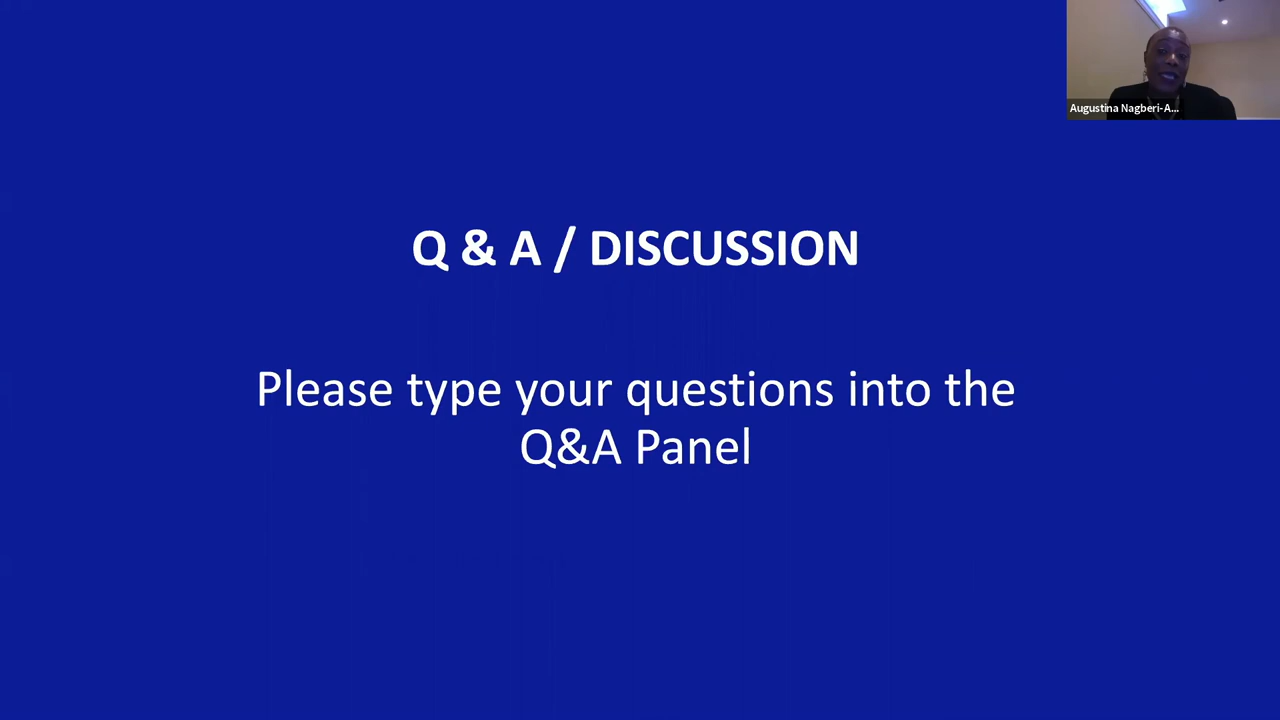 Augustina Nagberi-A...
Q & A / DISCUSSION
Please type your questions into the
Q&A Panel